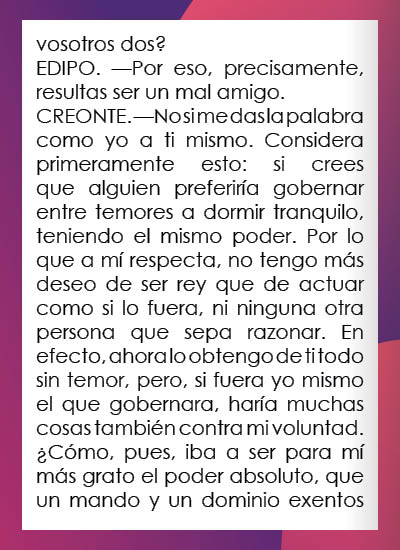 vosotros dos?
EDIPO. —Por eso, precisamente,
resultas ser un mal amigo.
CREONTE.—No si me das la palabra
como yo a ti mismo. Considera
primeramente esto: si crees
que alguien preferiría gobernar
entre temores a dormir tranquilo,
teniendo el mismo poder. Por lo
que a mí respecta, no tengo más
deseo de ser rey que de actuar
como si lo fuera, ni ninguna otra
persona que sepa razonar. En
efecto, ahora lo obtengo de ti todo
sin temor, pero, si fuera yo mismo
el que gobernara, haría muchas
cosas también contra mi voluntad.
¿Cómo, pues, iba a ser para mí
más grato el poder absoluto, que
un mando y un dominio exentos